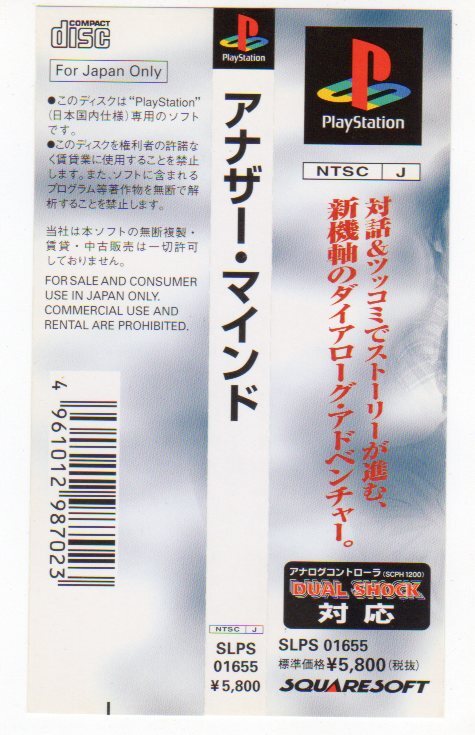 COMPACT
disc
For Japan Only
●このディスクは“PlayStation”
(日本国内仕様)専用のソフト
です。
●このディスクを権利者の許諾な
く賃貸業に使用することを禁止
します。また、ソフトに含まれる
プログラム等著作物を無断で解
析することを禁止します。
当社は本ソフトの無断複製・
賃貸・中古販売は一切許可
しておりません。
FOR SALE AND CONSUMER
USE IN JAPAN ONLY.
COMMERCIAL USE AND
RENTAL ARE PROHIBITED.
4 961012 987023
PlayStation
アナザー・マインド
NTSC J
SLPS
01655
¥5,800
PlayStation
NTSC J
対話&ツッコミでストーリーが進む、
新機軸のダイアローグ・アドベンチャー。
アナログコントローラ(SCPH1200)
DUAL SHOCK
対応
SLPS 01655
標準価格¥5,800(税抜)
SQUARESOFT